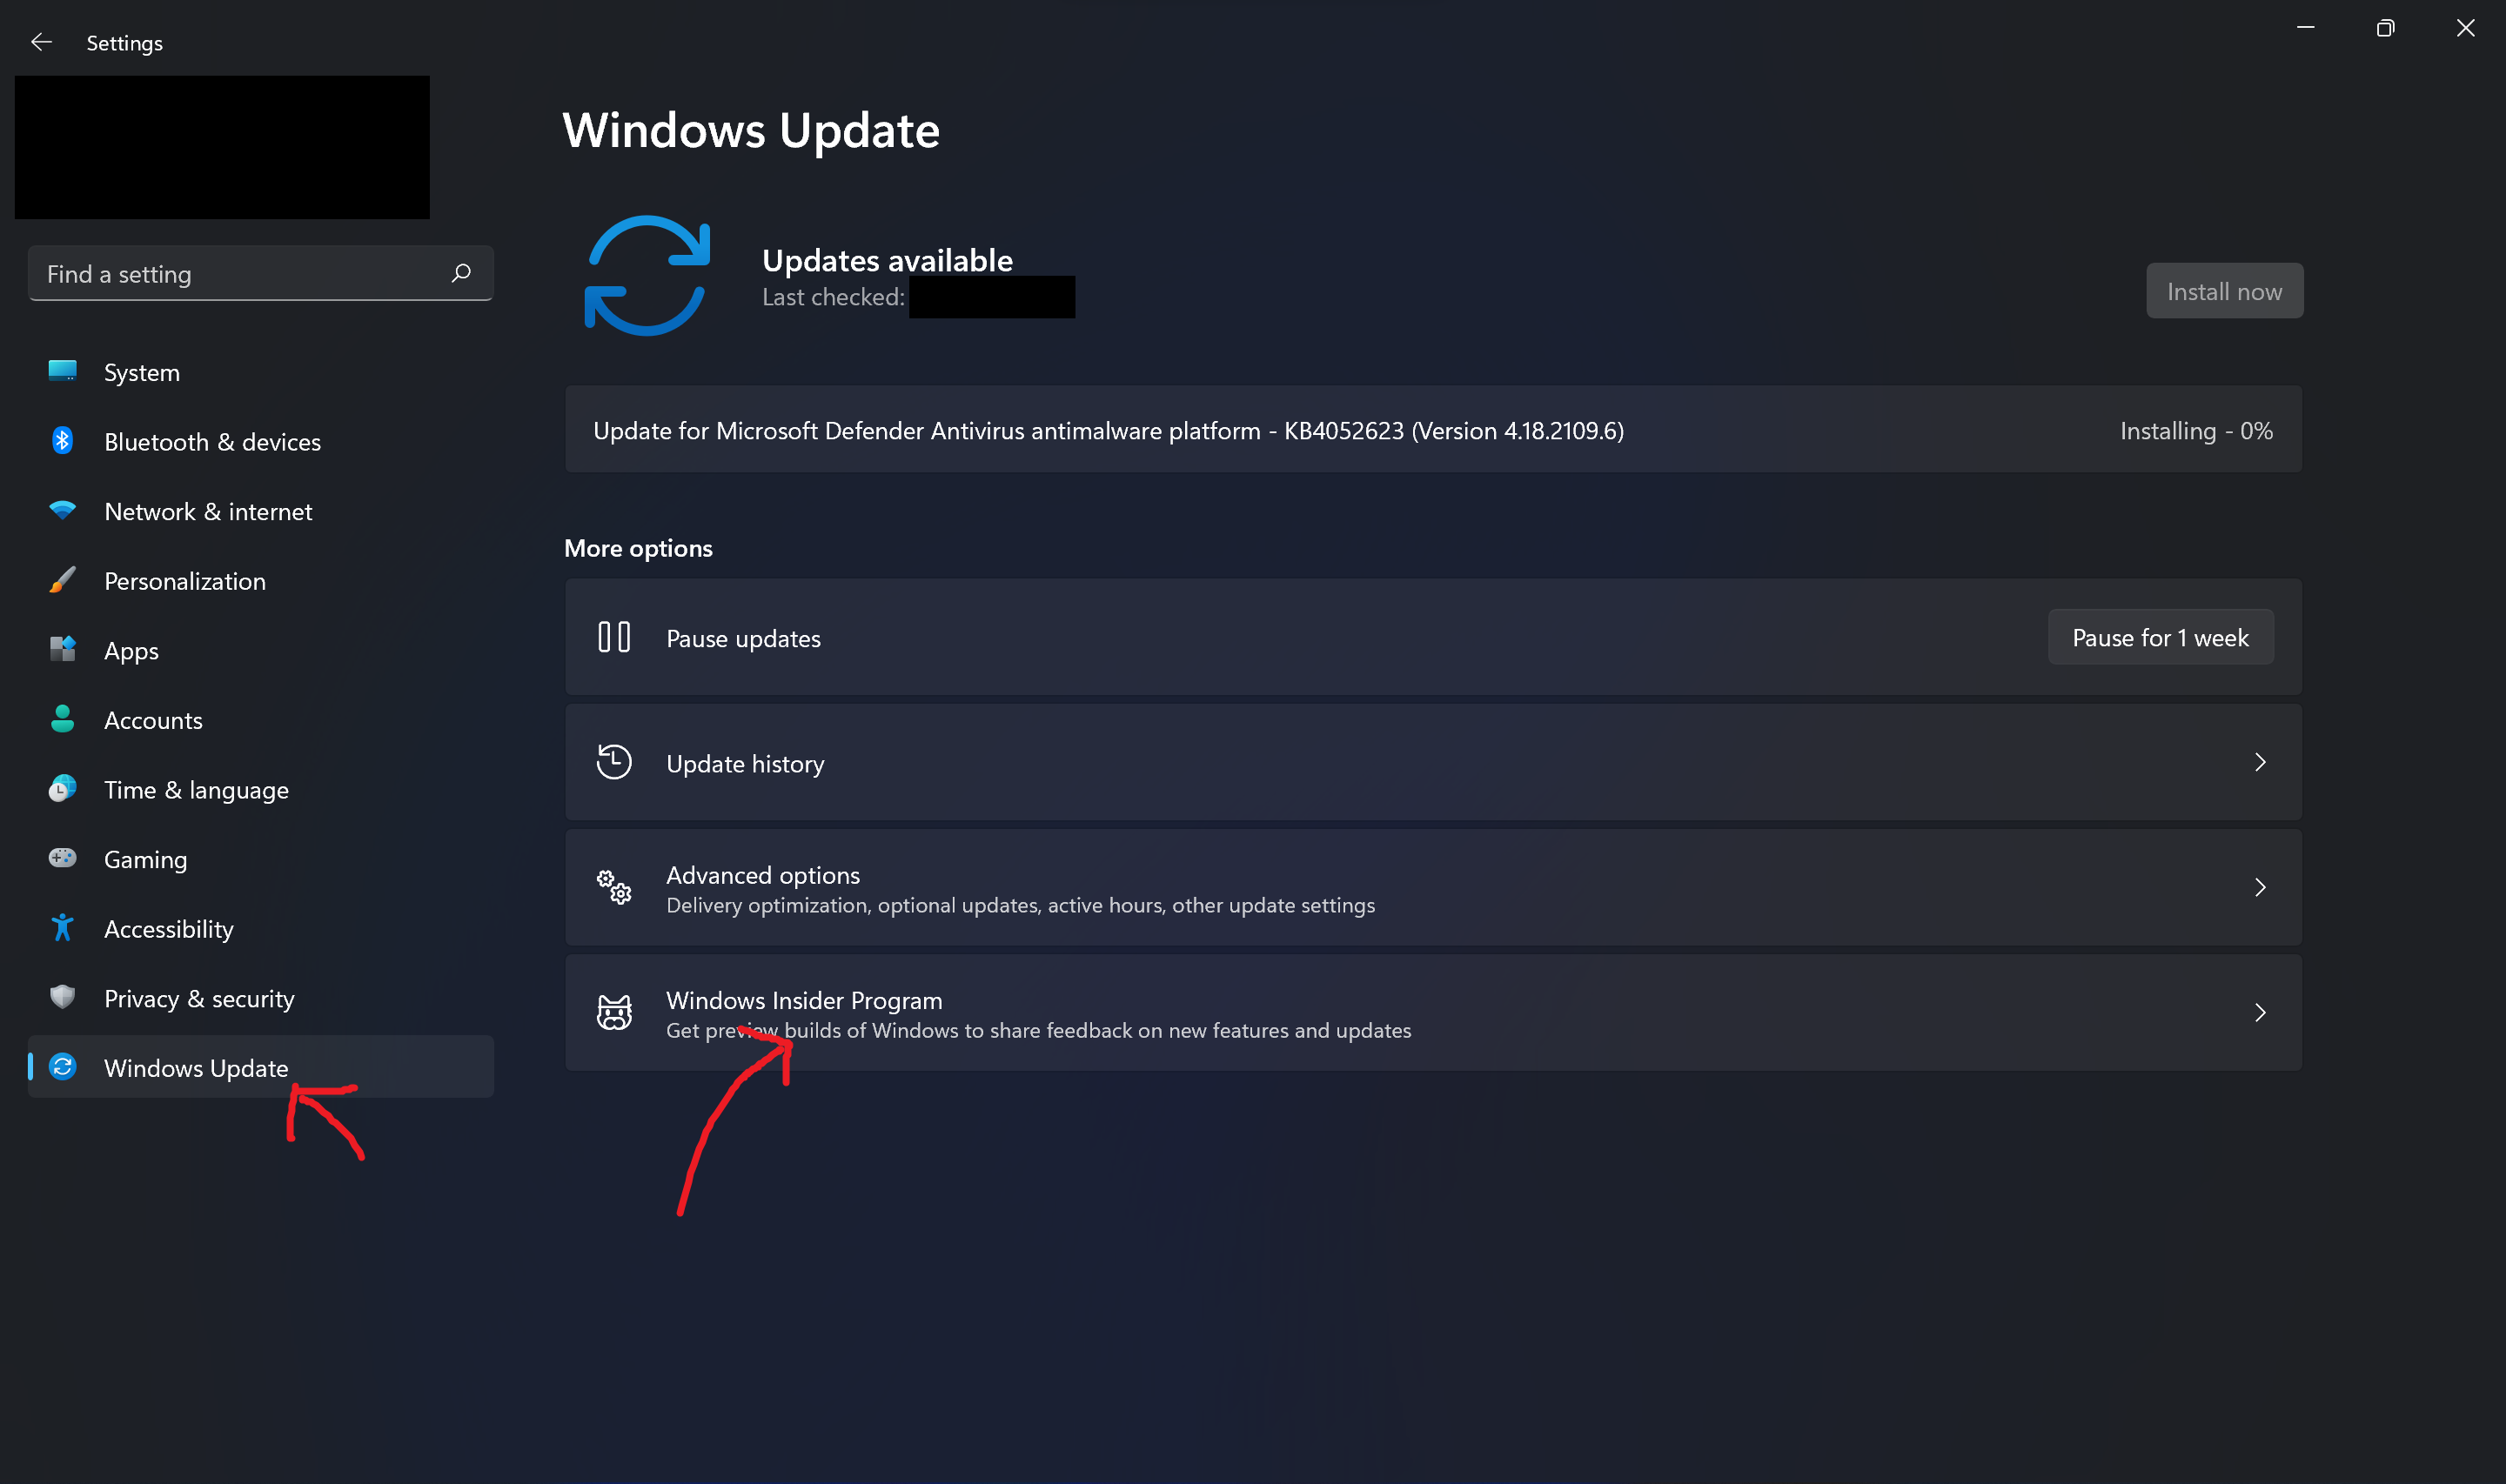 Settings
Find a setting
System
Bluetooth & devices
Network & internet
Personalization
Apps
Accounts
Time & language
Gaming
Accessibility
Privacy & security
Windows Update
Windows Update
Updates available
Last checked:
Install now
Update for Microsoft Defender Antivirus antimalware platform - KB4052623 (Version 4.18.2109.6)
Installing - 0%
More options
Pause updates
Pause for 1 week
Update history
Advanced options
Delivery optimization, optional updates, active hours, other update settings
Windows Insider Program
Get preview builds of Windows to share feedback on new features and updates